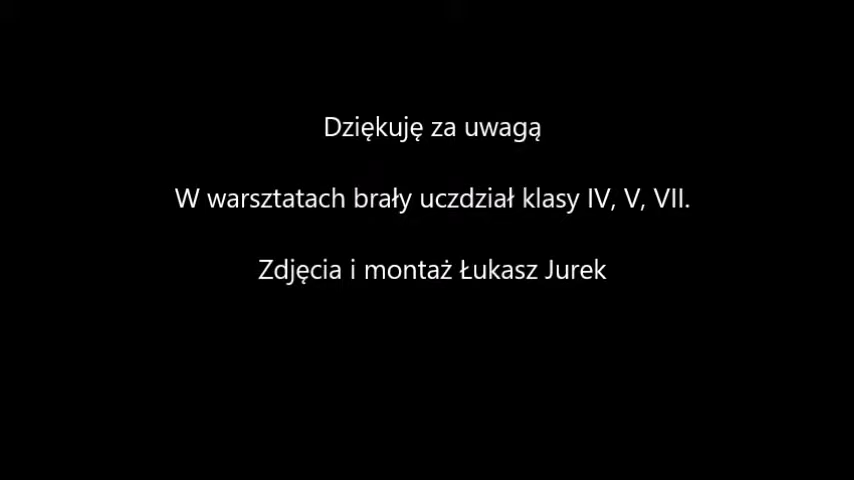 Dziękuję za uwagą
W warsztatach brały uczdział klasy IV, V, VII.
Zdjęcia i montaż Łukasz Jurek